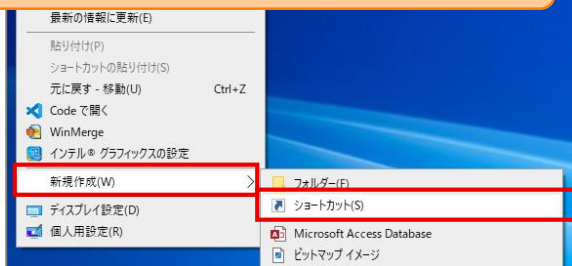 最新の情報に更新(E)
貼り付け(P)
ショートカットの貼り付け(S)
元に戻す - 移動(U) Ctrl+Z
Code で開く
WinMerge
インテル® グラフィックスの設定
新規作成(W)
ディスプレイ設定(D)
個人用設定(R)
フォルダー(F)
ショートカット(S)
Microsoft Access Database
ビットマップ イメージ